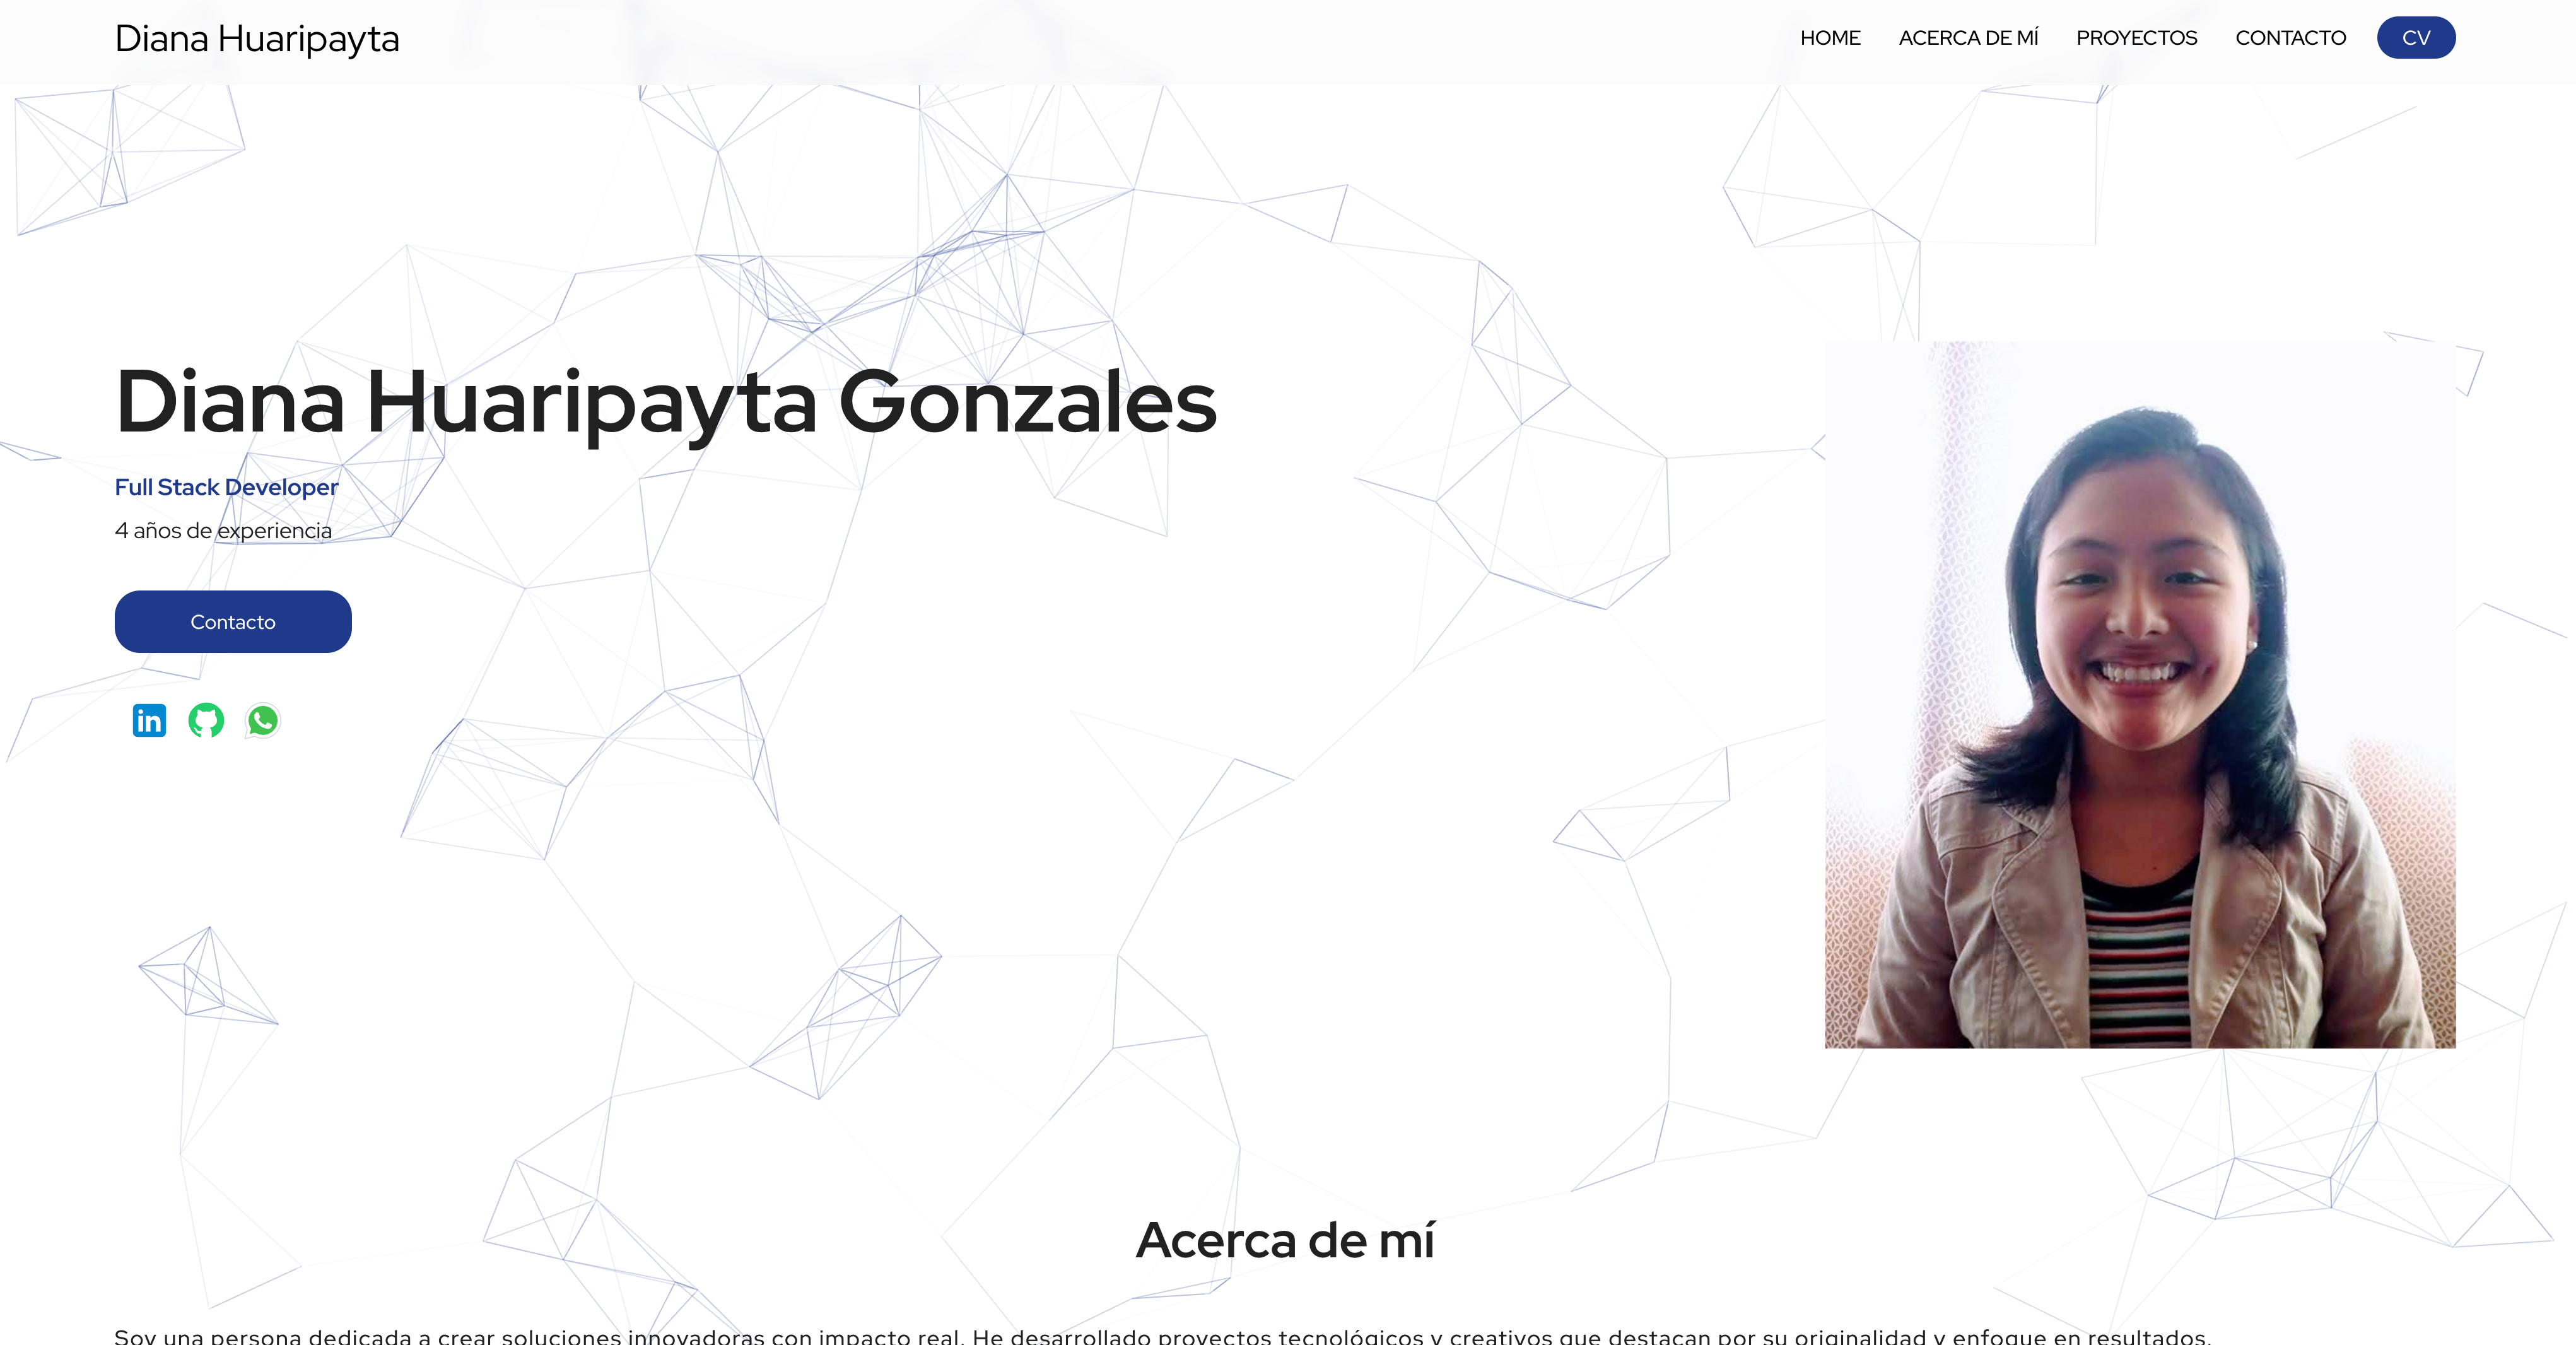 Diana Huaripayta
HOME ACERCA DE MÍ PROYECTOS CONTACTO CV
Diana Huaripayta Gonzales
Full Stack Developer
4 años de experiencia
Contacto
in
Acerca de mí
Soy una persona dedicada a crear soluciones innovadoras con impacto real. He desarrollado proyectos tecnológicos y creativos que destacan por su originalidad y enfoque en resultados.